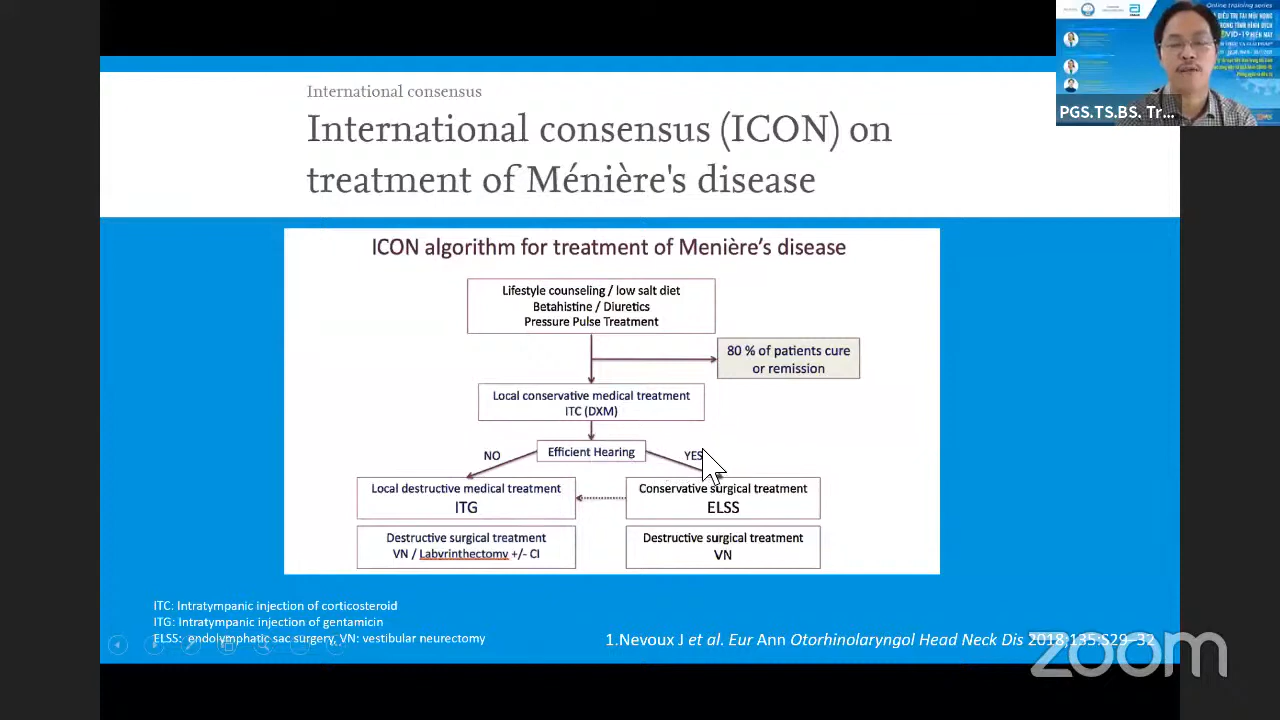 International consensus
International consensus (ICON) on
treatment of Ménière's disease
ICON algorithm for treatment of Menière's disease
Lifestyle counseling / low salt diet
Betahistine / Diuretics
Pressure Pulse Treatment
80 % of patients cure
or remission
Local conservative medical treatment
ITC (DXM)
Efficient Hearing
NO
YES
Local destructive medical treatment
ITG
Conservative surgical treatment
ELSS
Destructive surgical treatment
VN / Labyrinthectomy +/- CI
Destructive surgical treatment
VN
ITC: Intratympanic injection of corticosteroid
ITG: Intratympanic injection of gentamicin
ELSS: endolymphatic sac surgery, VN: vestibular neurectomy
1.Nevoux J et al. Eur Ann Otorhinolaryngol Head Neck Dis 2018;135:S29–32
zoom
Online training series
PGS.TS.BS. Tr...